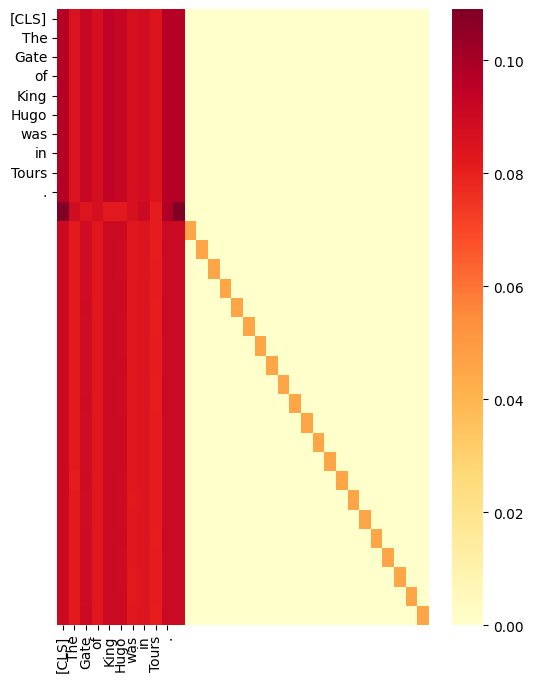 [CLS]
The
Gate
of
King
Hugo
was
in
Tours
.
0.10
0.08
0.06
0.04
0.02
0.00
[CLS]
The
Gate
of
King
Hugo
was
in
Tours
.